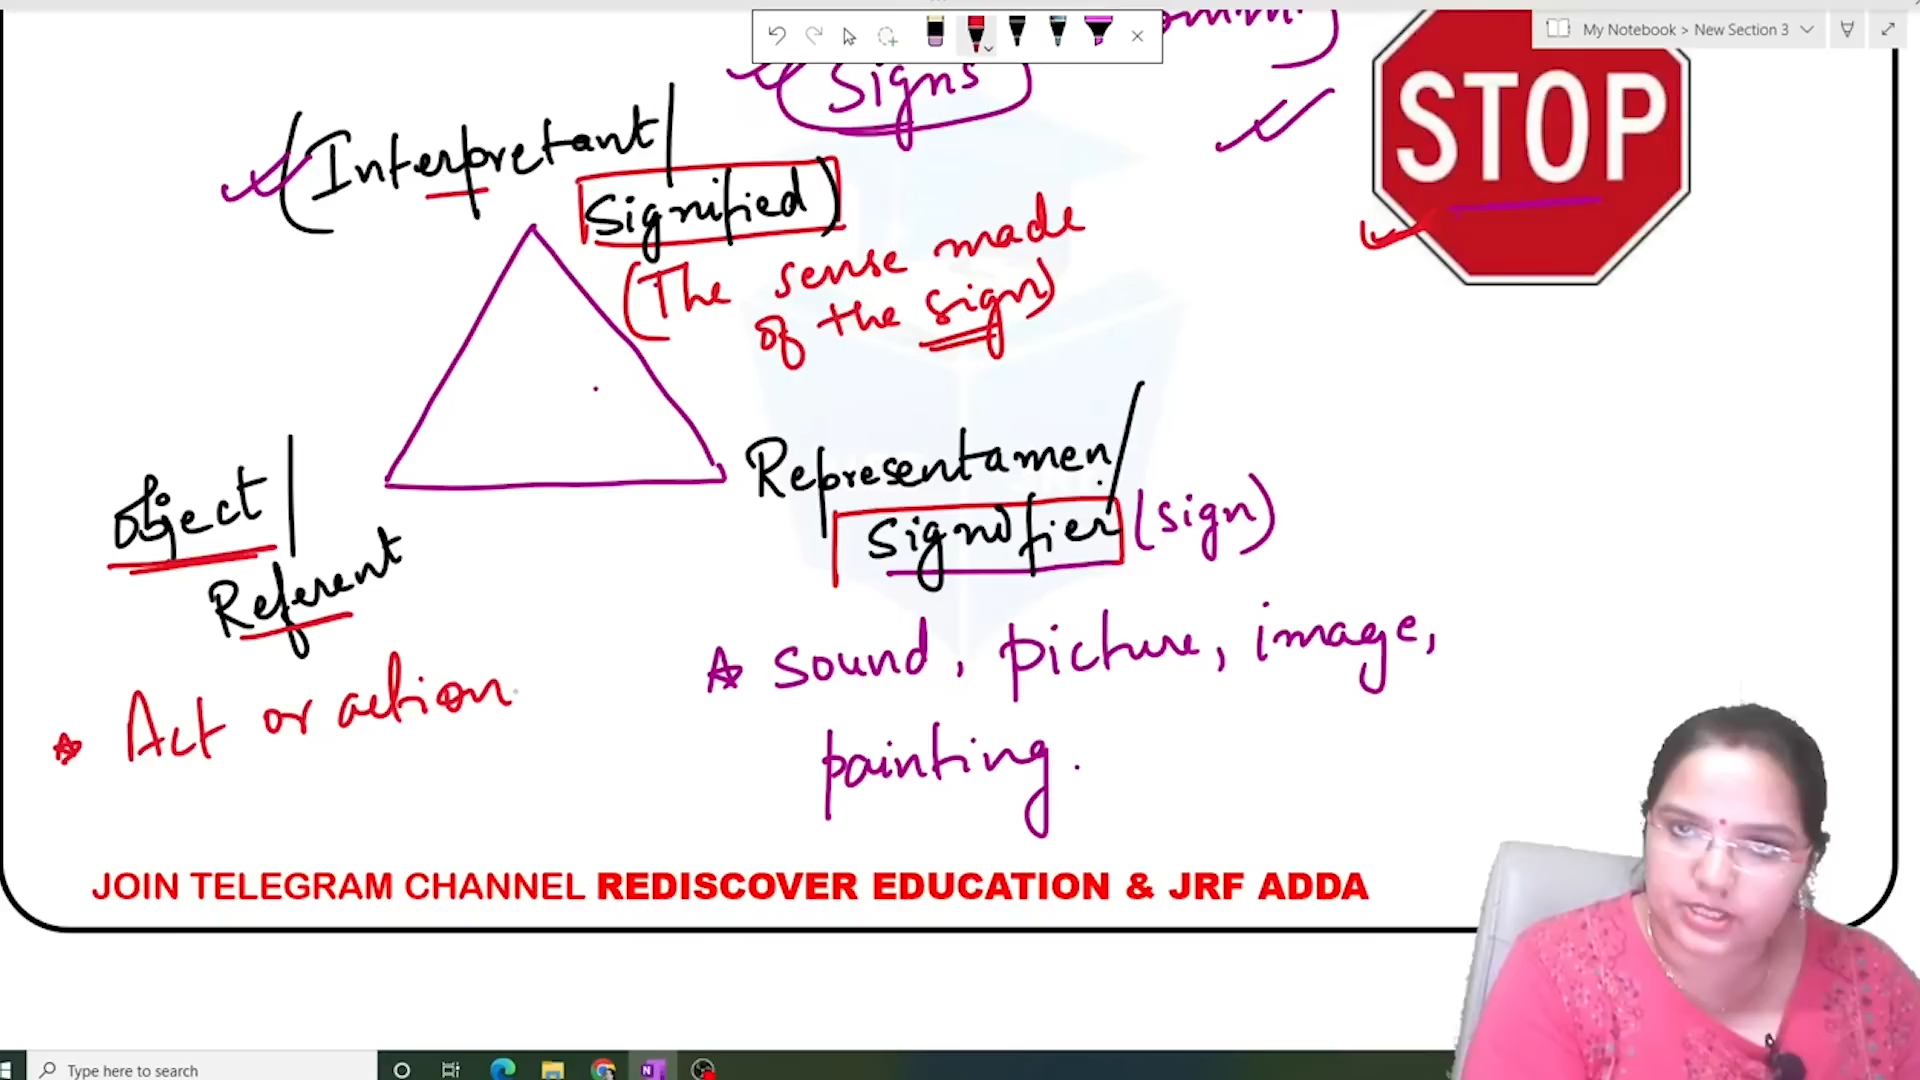 My Notebook > New Section 3
Signs
STOP
(Interpretant/
Signified)
(The sense made
of the sign)
Object/
Referent
Representamen/
Signifier (sign)
sound, picture, image,
painting.
Act or action
JOIN TELEGRAM CHANNEL REDISCOVER EDUCATION & JRF ADDA
Type here to search